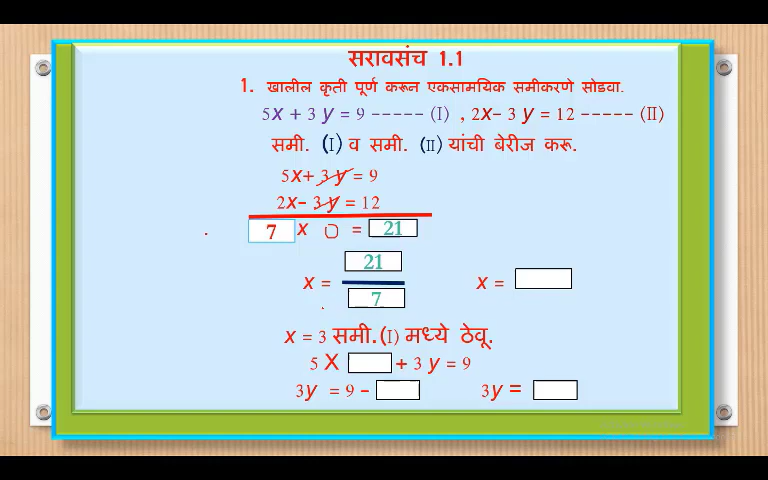 सरावसंच 1.1
1. खालील कृती पूर्ण करून एकसामयिक समीकरणे सोडवा.
5x + 3 y = 9 ----- (I) , 2x- 3 y = 12 ----- (II)
समी. (I) व समी. (II) यांची बेरीज करू.
5x+ 3 y = 9
2x- 3y = 12
7 x 0 = 21
21
x = x =
7
x = 3 समी.(I) मध्ये ठेवू.
5 X + 3 y = 9
3y = 9 - 3y =